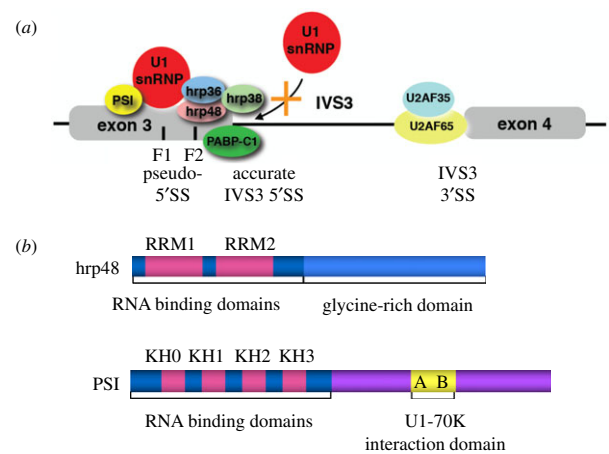 (a)
U1
snRNP
U1
snRNP
PSI
hrp36
hrp38
hrp48
IVS3
U2AF35
U2AF65
exon 3
exon 4
PABP-C1
F1 F2
pseudo-
5′SS
accurate
IVS3 5′SS
IVS3
3′SS
(b)
RRM1 RRM2
hrp48
RNA binding domains glycine-rich domain
KH0 KH1 KH2 KH3
PSI A B
RNA binding domains U1-70K
interaction domain